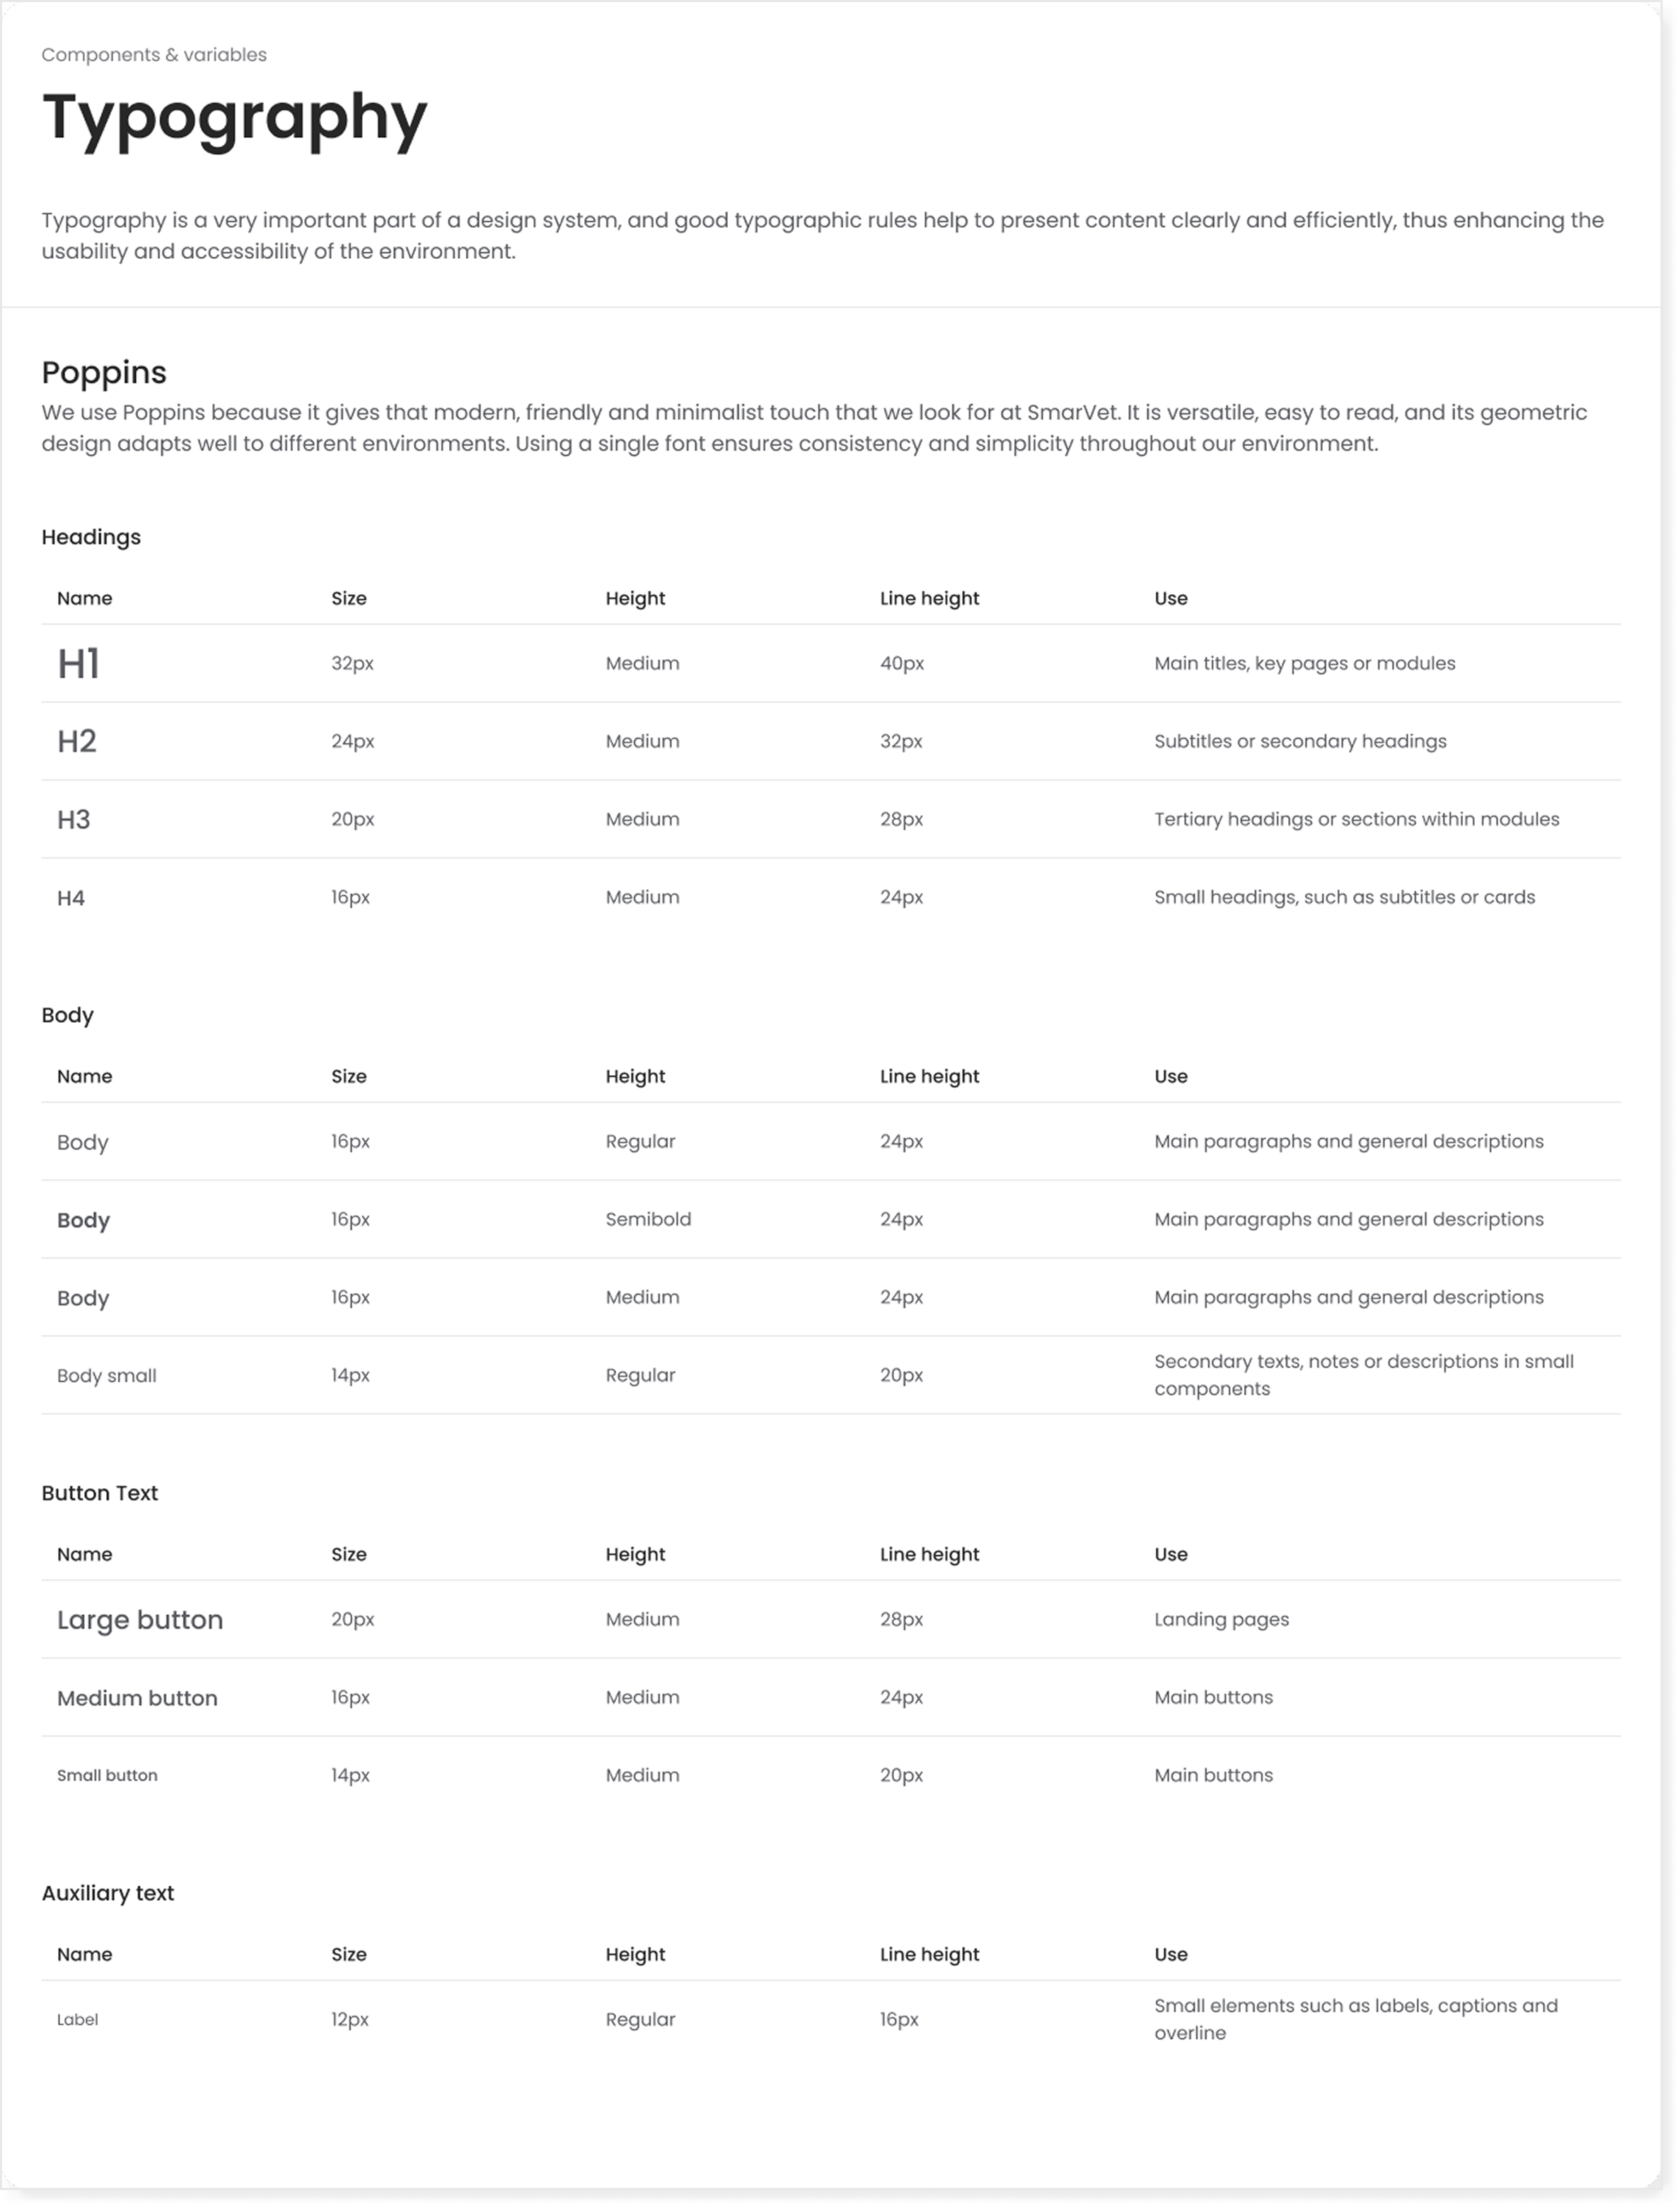 Components & variables
Typography
Typography is a very important part of a design system, and good typographic rules help to present content clearly and efficiently, thus enhancing the
usability and accessibility of the environment.
Poppins
We use Poppins because it gives that modern, friendly and minimalist touch that we look for at SmarVet. It is versatile, easy to read, and its geometric
design adapts well to different environments. Using a single font ensures consistency and simplicity throughout our environment.
Headings
Name Size Height Line height Use
H1 32px Medium 40px Main titles, key pages or modules
H2 24px Medium 32px Subtitles or secondary headings
H3 20px Medium 28px Tertiary headings or sections within modules
H4 16px Medium 24px Small headings, such as subtitles or cards
Body
Name Size Height Line height Use
Body 16px Regular 24px Main paragraphs and general descriptions
Body 16px Semibold 24px Main paragraphs and general descriptions
Body 16px Medium 24px Main paragraphs and general descriptions
Body small 14px Regular 20px Secondary texts, notes or descriptions in small
components
Button Text
Name Size Height Line height Use
Large button 20px Medium 28px Landing pages
Medium button 16px Medium 24px Main buttons
Small button 14px Medium 20px Main buttons
Auxiliary text
Name Size Height Line height Use
Label 12px Regular 16px Small elements such as labels, captions and
overline